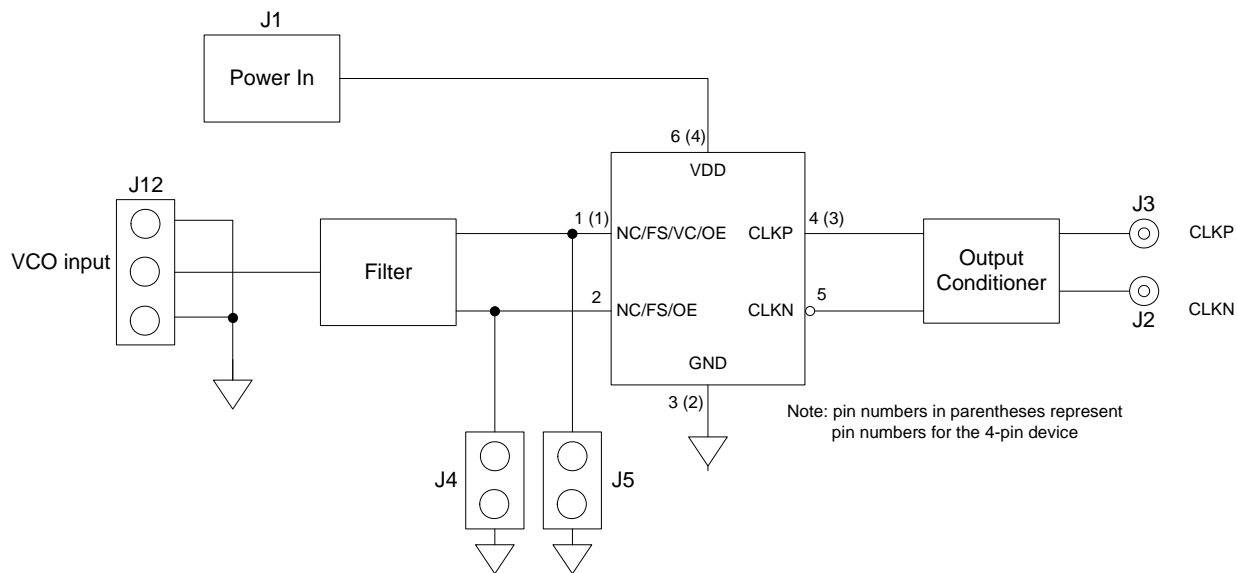 J1
Power In
6 (4)
VDD
J12
VCO input
Filter
1 (1)
NC/FS/VC/OE
CLKP
4 (3)
2
NC/FS/OE
CLKN
5
GND
3 (2)
Output
Conditioner
J3
CLKP
J2
CLKN
Note: pin numbers in parentheses represent
pin numbers for the 4-pin device
J4
J5